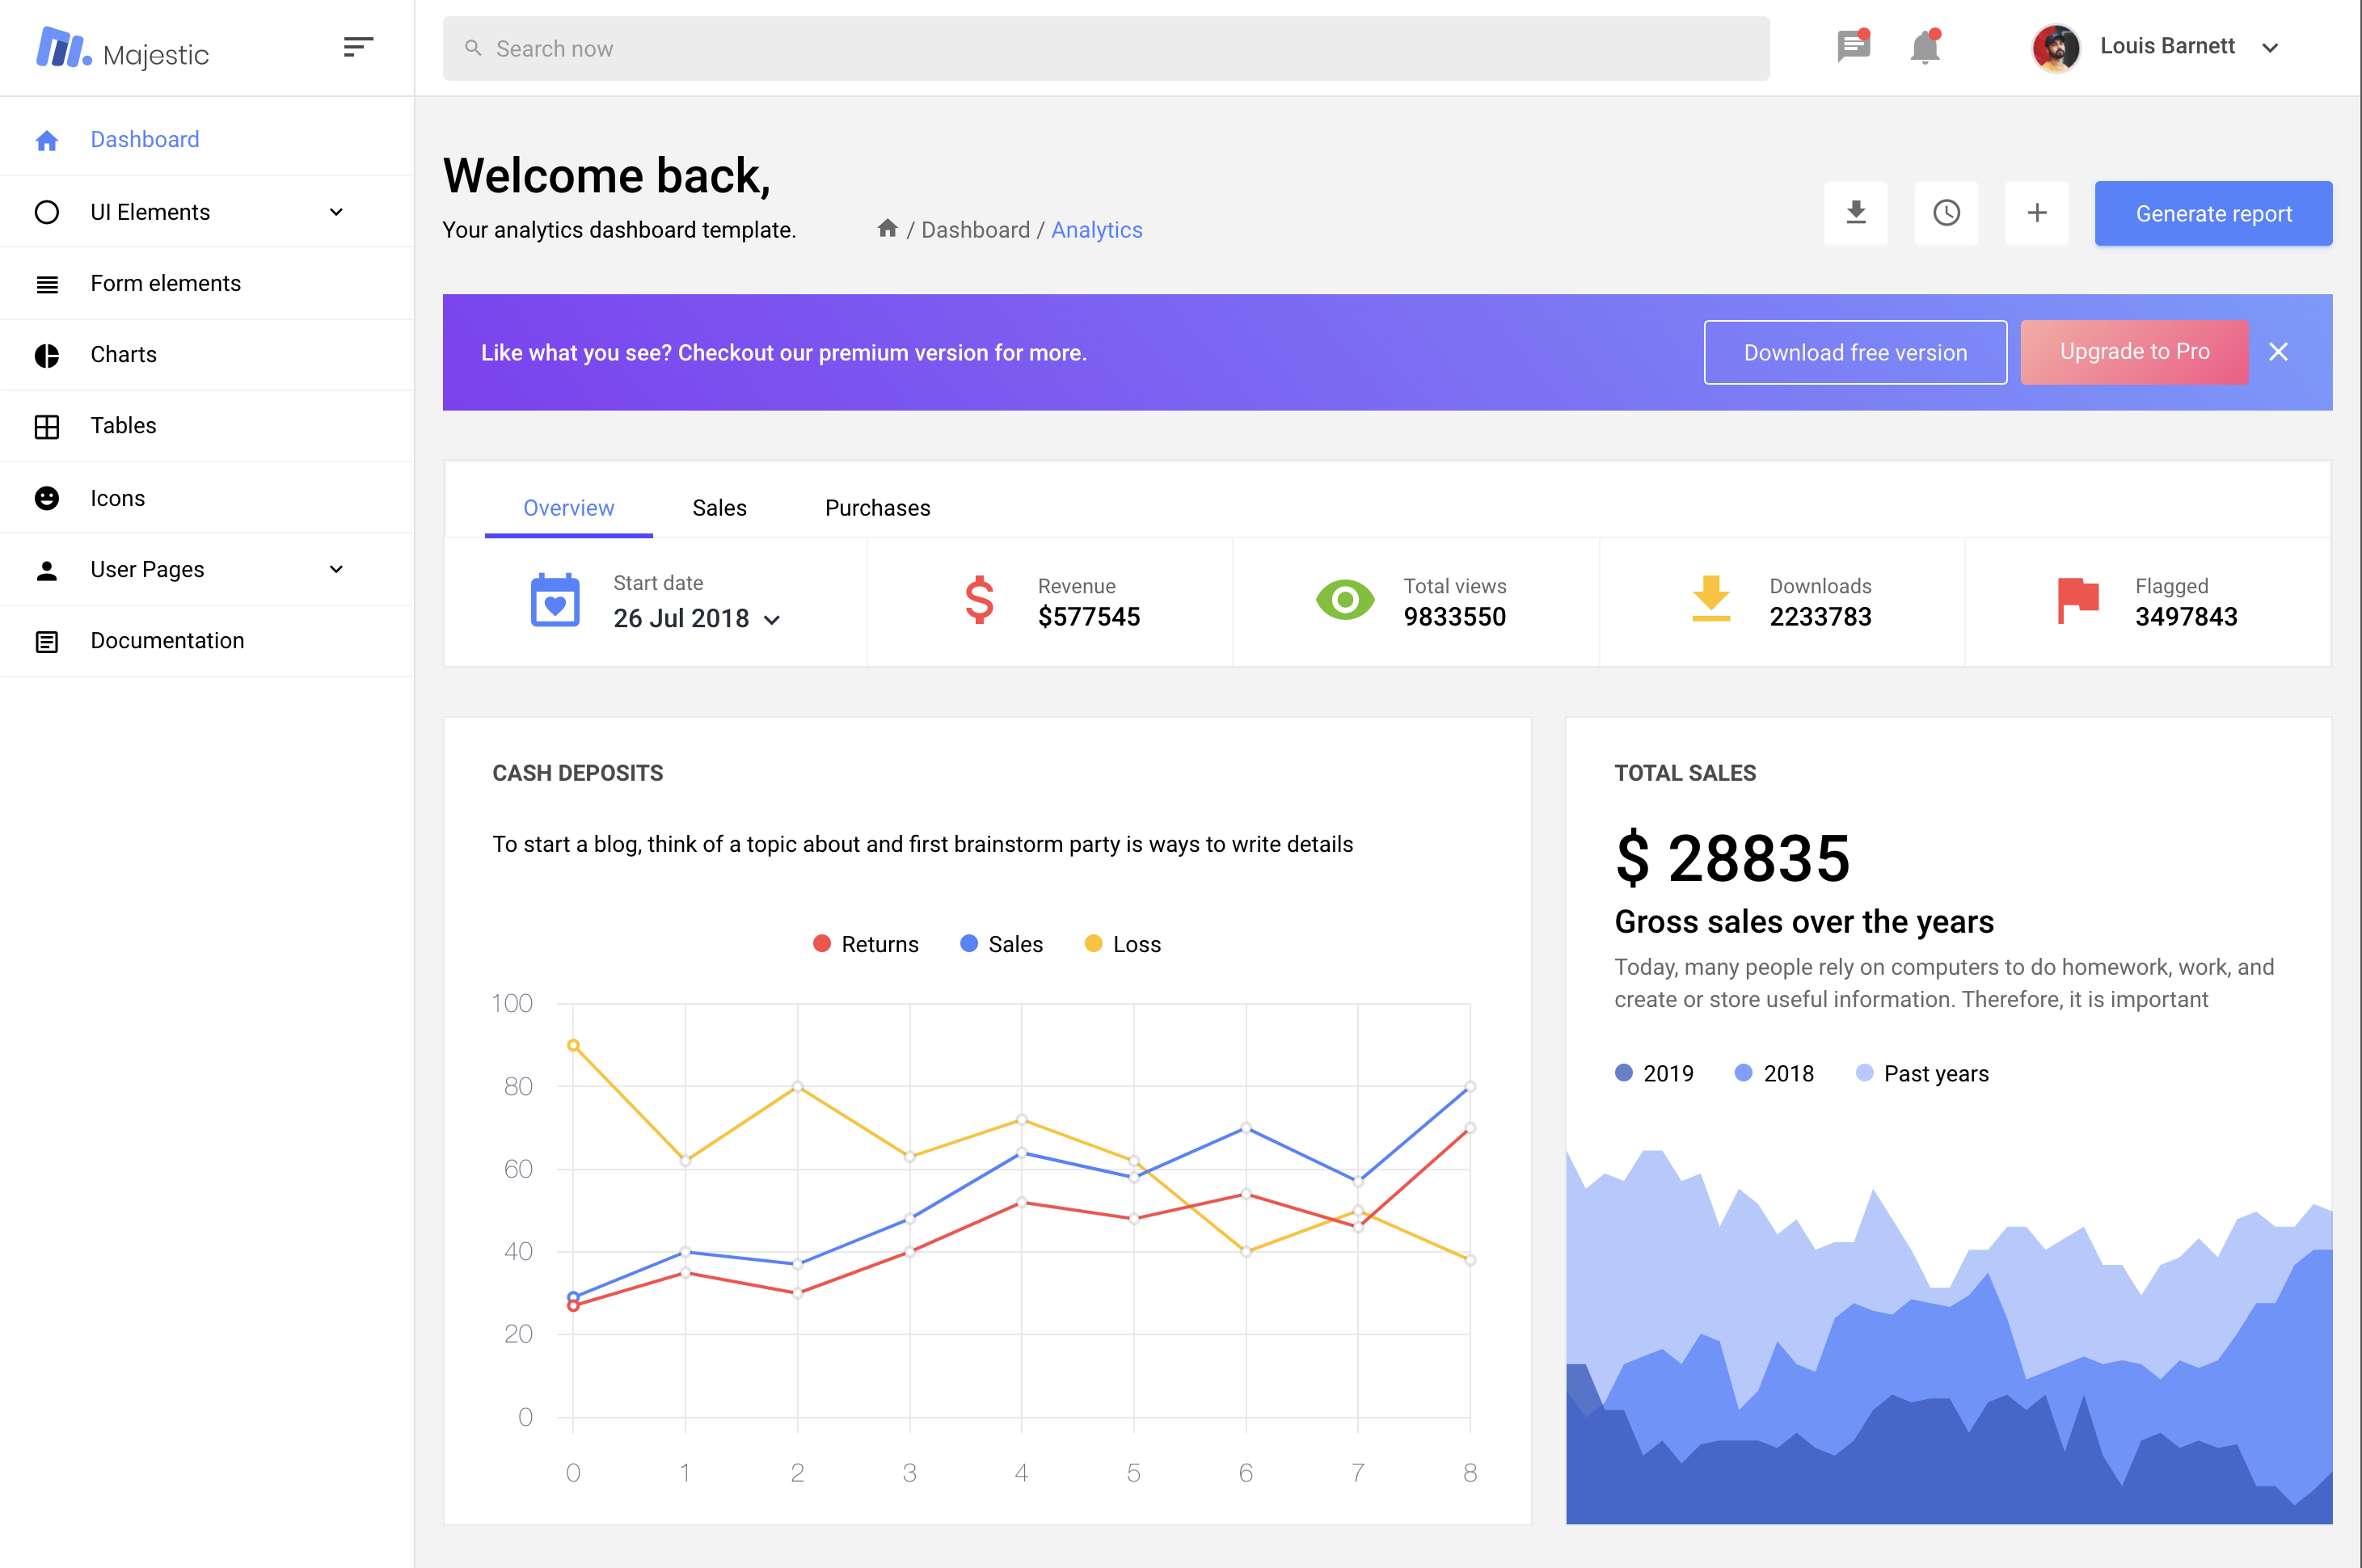 Majestic
Search now
Louis Barnett
Dashboard
UI Elements
Form elements
Charts
Tables
Icons
User Pages
Documentation
Welcome back,
Your analytics dashboard template.
/ Dashboard / Analytics
Generate report
Like what you see? Checkout our premium version for more.
Download free version
Upgrade to Pro
Overview
Sales
Purchases
Start date
26 Jul 2018
Revenue
$577545
Total views
9833550
Downloads
2233783
Flagged
3497843
CASH DEPOSITS
To start a blog, think of a topic about and first brainstorm party is ways to write details
Returns
Sales
Loss
100
80
60
40
20
0
0 1 2 3 4 5 6 7 8
TOTAL SALES
$ 28835
Gross sales over the years
Today, many people rely on computers to do homework, work, and
create or store useful information. Therefore, it is important
2019
2018
Past years